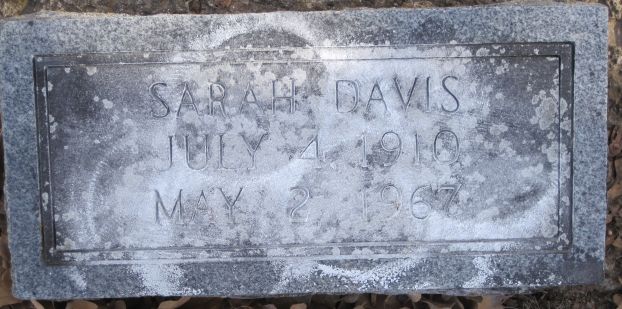 SARAH DAVIS
JULY 4, 1910
MAY 2, 1967